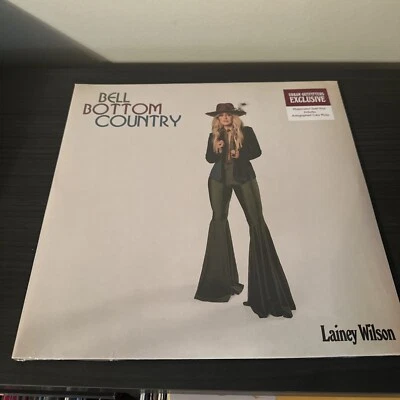 BELL
BOTTOM
COUNTRY
URBAN OUTFITTERS
EXCLUSIVE
Lainey Wilson